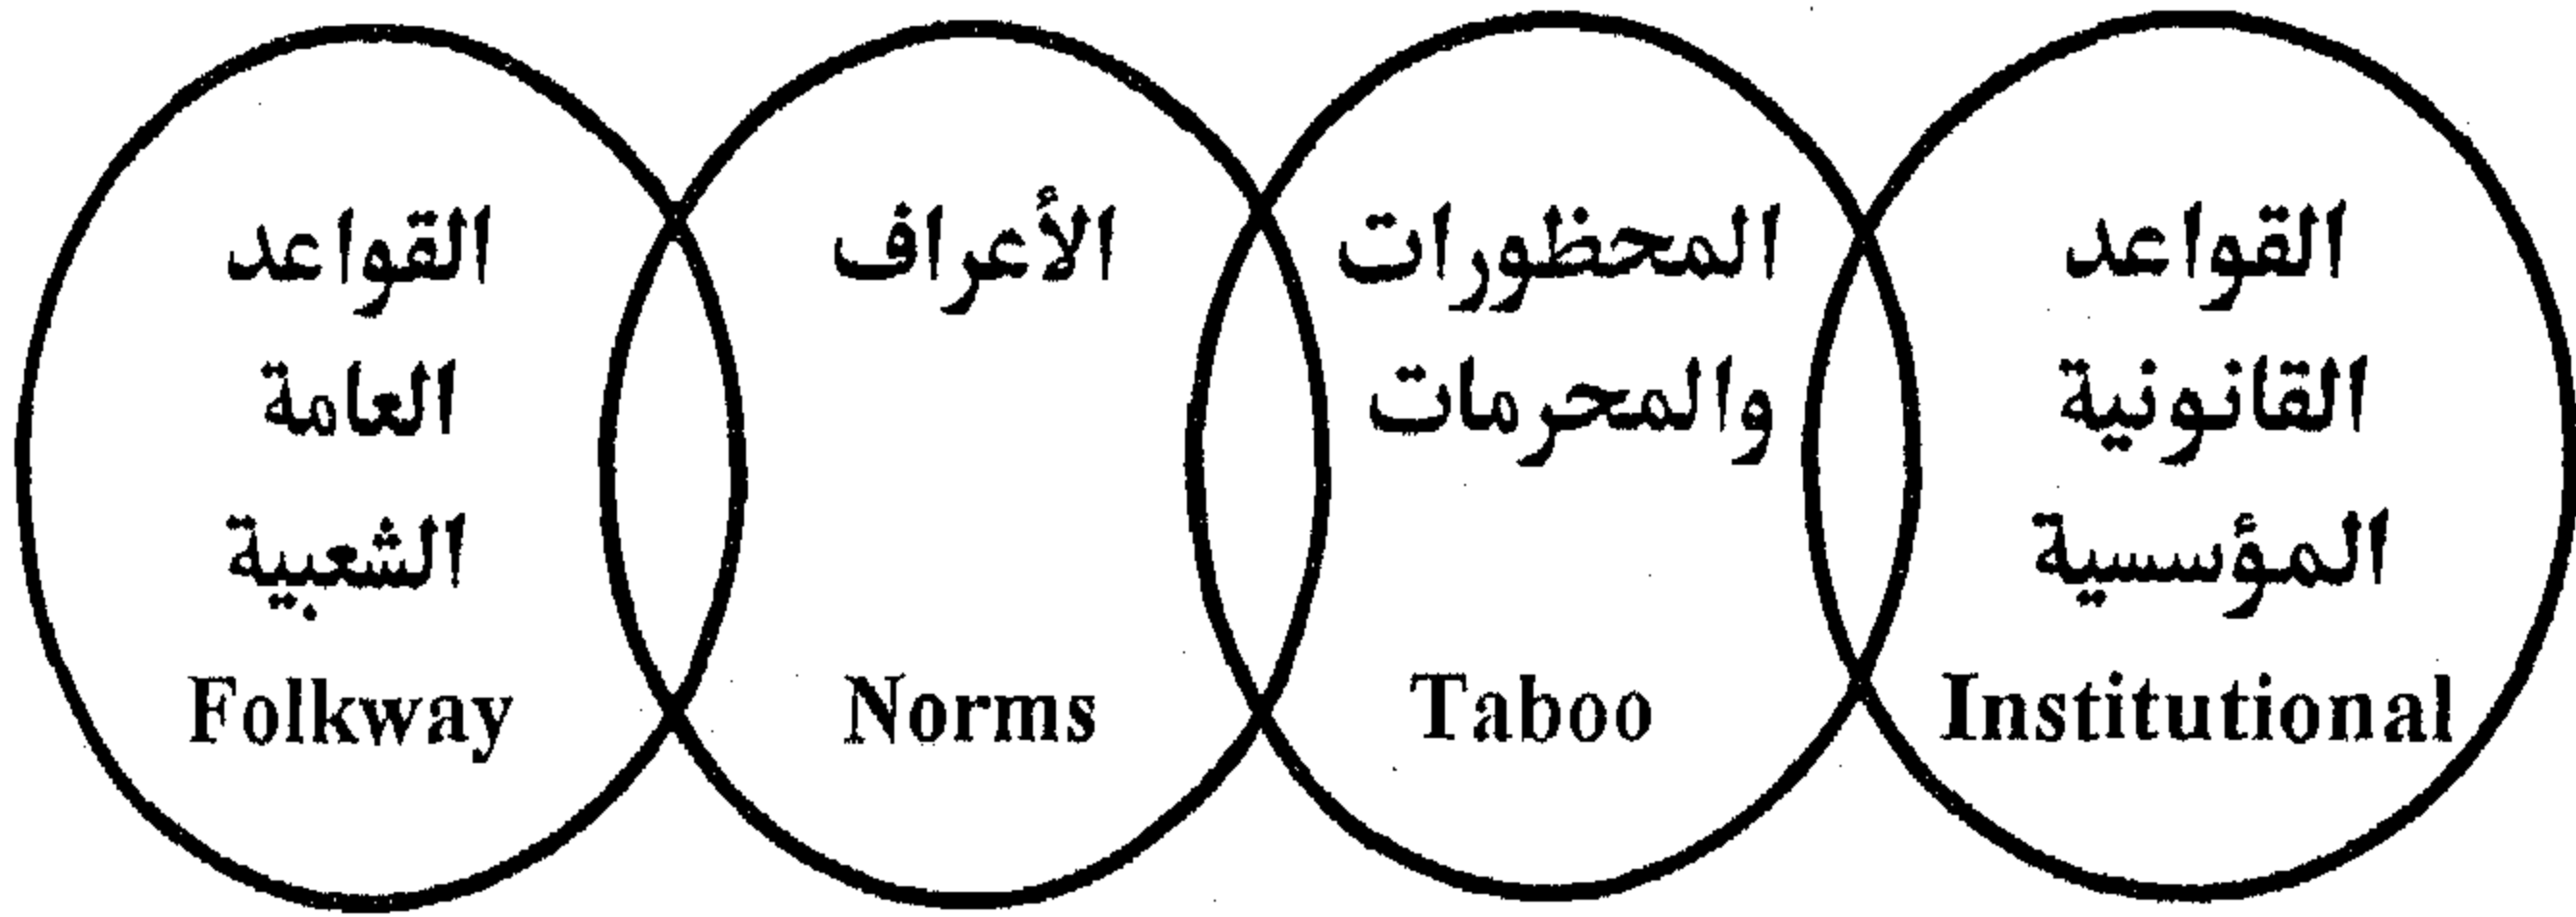 القواعد
العامة
الشعبية
Folkway
الأعراف
Norms
المحظورات
والمحرمات
Taboo
القواعد
القانونية
المؤسسية
Institutional